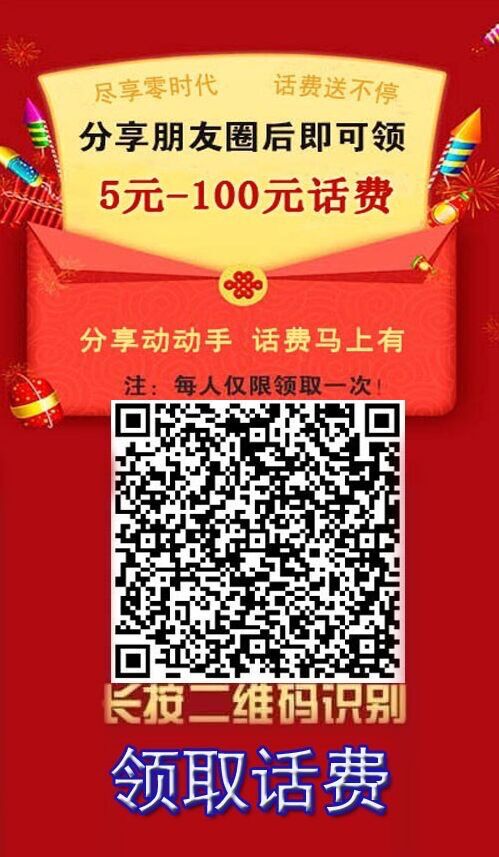 尽享零时代 话费送不停
分享朋友圈后即可领
5元-100元话费
分享动动手 话费马上有
注：每人仅限领取一次!
长按二维码识别
领取话费